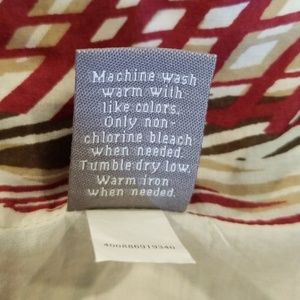 Machine wash
warm with
like colors.
Only non-
chlorine bleach
when needed.
Tumble dry low.
Warm iron
when needed.
400886919340